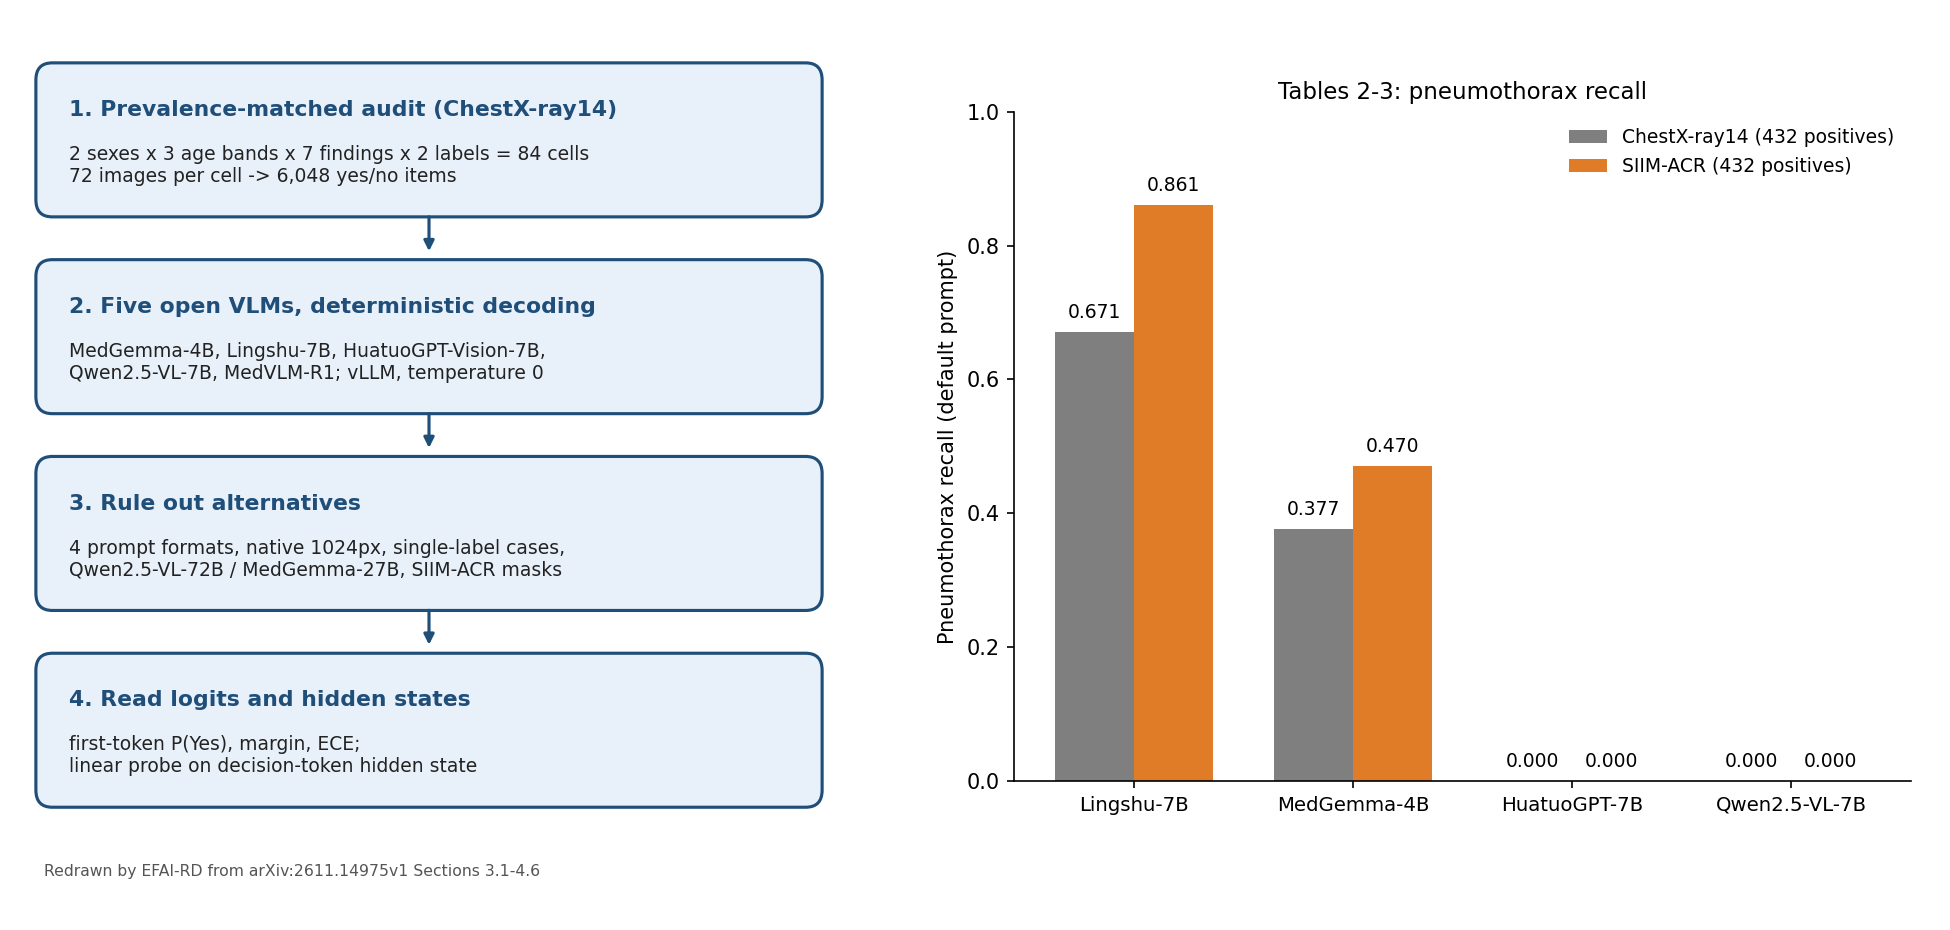 1. Prevalence-matched audit (ChestX-ray14)
2 sexes x 3 age bands x 7 findings x 2 labels = 84 cells
72 images per cell -> 6,048 yes/no items
2. Five open VLMs, deterministic decoding
MedGemma-4B, Lingshu-7B, HuatuoGPT-Vision-7B,
Qwen2.5-VL-7B, MedVLM-R1; vLLM, temperature 0
3. Rule out alternatives
4 prompt formats, native 1024px, single-label cases,
Qwen2.5-VL-72B / MedGemma-27B, SIIM-ACR masks
4. Read logits and hidden states
first-token P(Yes), margin, ECE;
linear probe on decision-token hidden state
Redrawn by EFAI-RD from arXiv:2611.14975v1 Sections 3.1-4.6
Tables 2-3: pneumothorax recall
ChestX-ray14 (432 positives)
SIIM-ACR (432 positives)
Pneumothorax recall (default prompt)
1.0
0.8
0.6
0.4
0.2
0.0
0.671
0.861
0.377
0.470
0.000
0.000
0.000
0.000
Lingshu-7B
MedGemma-4B
HuatuoGPT-7B
Qwen2.5-VL-7B